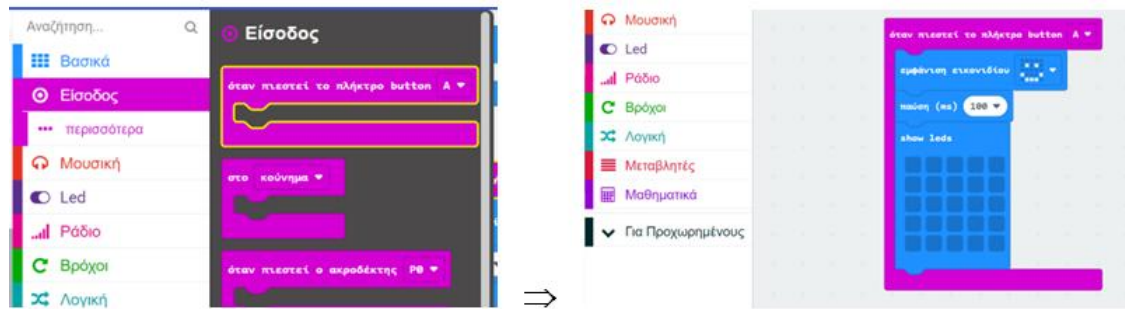 Αναζήτηση...
Βασικά
Είσοδος
περισσότερα
Μουσική
Led
Ράδιο
Βρόχοι
Λογική
Είσοδος
όταν πιεστεί το πλήκτρο button A
στο κούνημα
όταν πιεστεί ο ακροδέκτης P0
⇒
Μουσική
Led
Ράδιο
Βρόχοι
Λογική
Μεταβλητές
Μαθηματικά
Για Προχωρημένους
όταν πιεστεί το πλήκτρο button A
εμφάνιση εικονιδίου
παύση (ms) 100
show leds